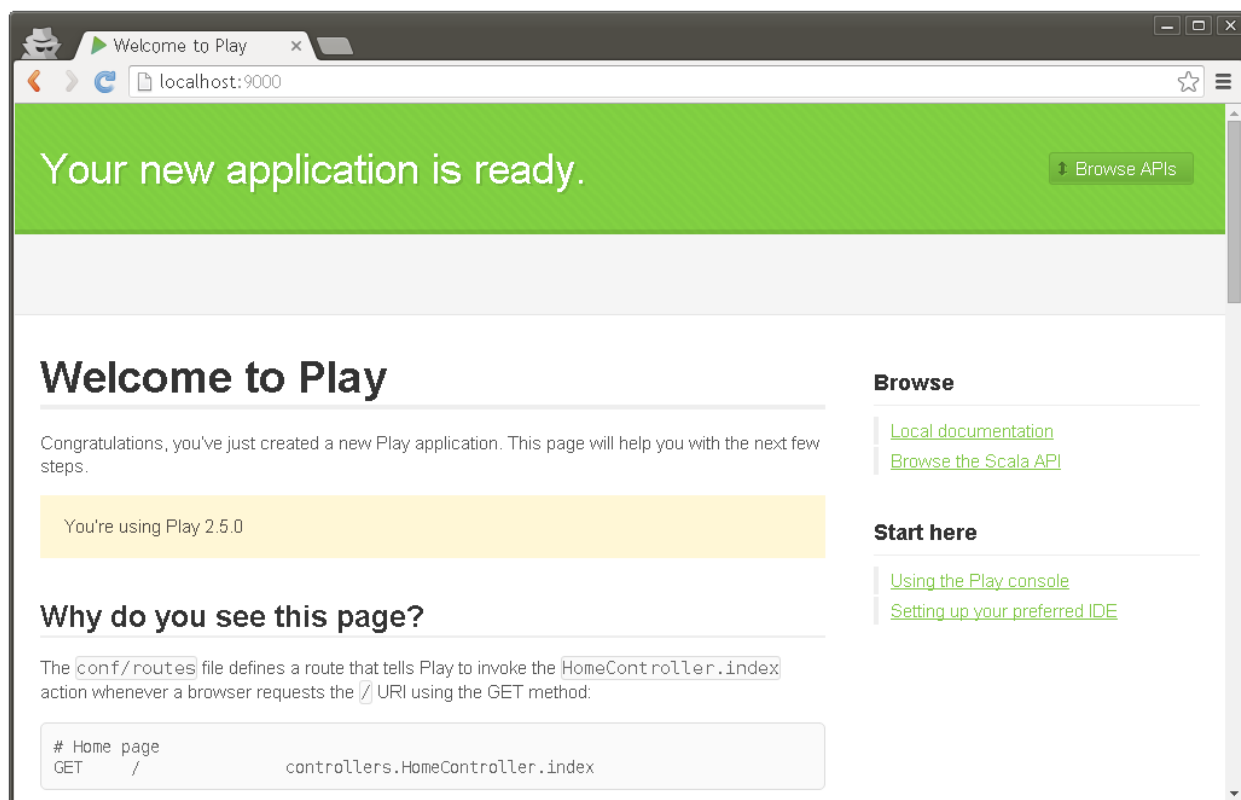 Welcome to Play
localhost:9000
Your new application is ready.
Browse APIs
Welcome to Play
Congratulations, you've just created a new Play application. This page will help you with the next few
steps.
You're using Play 2.5.0
Why do you see this page?
The conf/routes file defines a route that tells Play to invoke the HomeController.index
action whenever a browser requests the / URI using the GET method:
# Home page
GET / controllers.HomeController.index
Browse
Local documentation
Browse the Scala API
Start here
Using the Play console
Setting up your preferred IDE